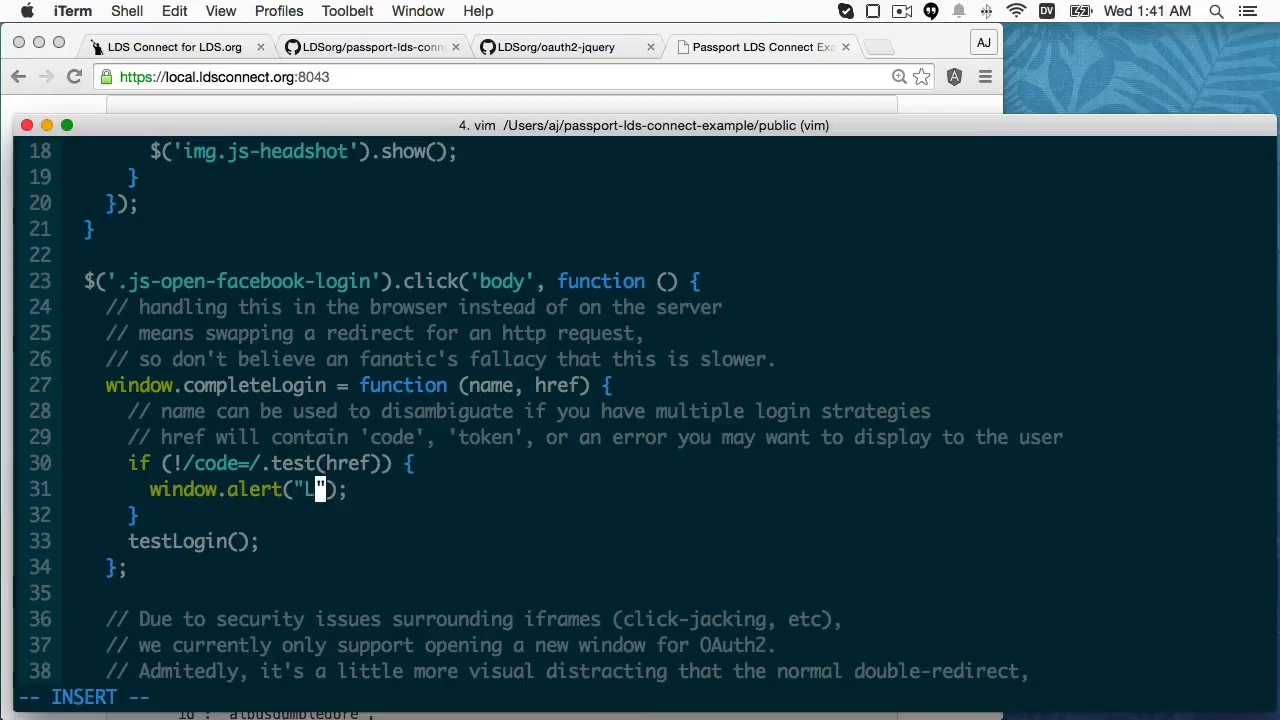 iTerm Shell Edit View Profiles Toolbelt Window Help DV Wed 1:41 AM
LDS Connect for LDS.org × LDSorg/passport-lds-conn × LDSorg/oauth2-jquery × Passport LDS Connect Exa × AJ
https://local.ldsconnect.org:8043
4. vim /Users/aj/passport-lds-connect-example/public (vim)
18 $('img.js-headshot').show();
19 }
20 });
21 }
22
23 $('.js-open-facebook-login').click('body', function () {
24 // handling this in the browser instead of on the server
25 // means swapping a redirect for an http request,
26 // so don't believe an fanatic's fallacy that this is slower.
27 window.completeLogin = function (name, href) {
28 // name can be used to disambiguate if you have multiple login strategies
29 // href will contain 'code', 'token', or an error you may want to display to the user
30 if (!/code=/.test(href)) {
31 window.alert("L");
32 }
33 testLogin();
34 };
35
36 // Due to security issues surrounding iframes (click-jacking, etc),
37 // we currently only support opening a new window for OAuth2.
38 // Admitedly, it's a little more visual distracting that the normal double-redirect,
-- INSERT --
"id": "albusdumbledore",